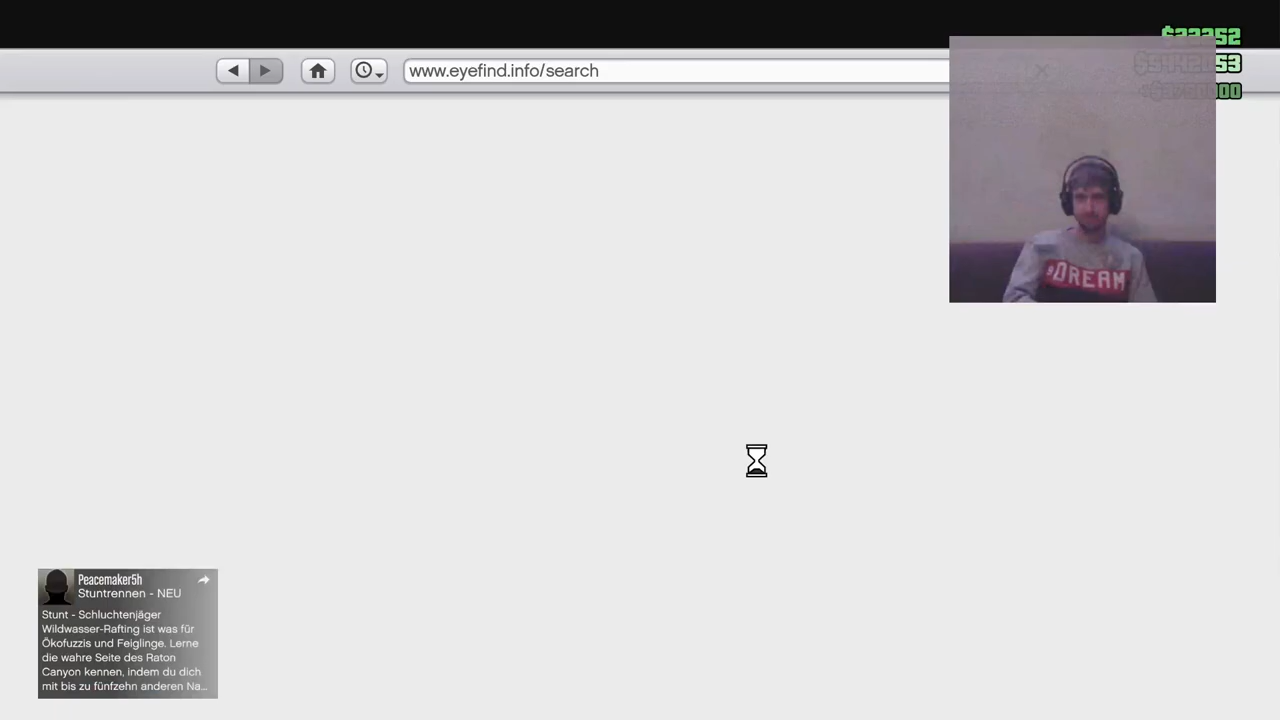 $22252
www.eyefind.info/search
DREAM
Peacemaker5h
Stuntrennen - NEU
Stunt - Schluchtenjäger
Wildwasser-Rafting ist was für
Ökofuzzis und Feiglinge. Lerne
die wahre Seite des Raton
Canyon kennen, indem du dich
mit bis zu fünfzehn anderen Na...